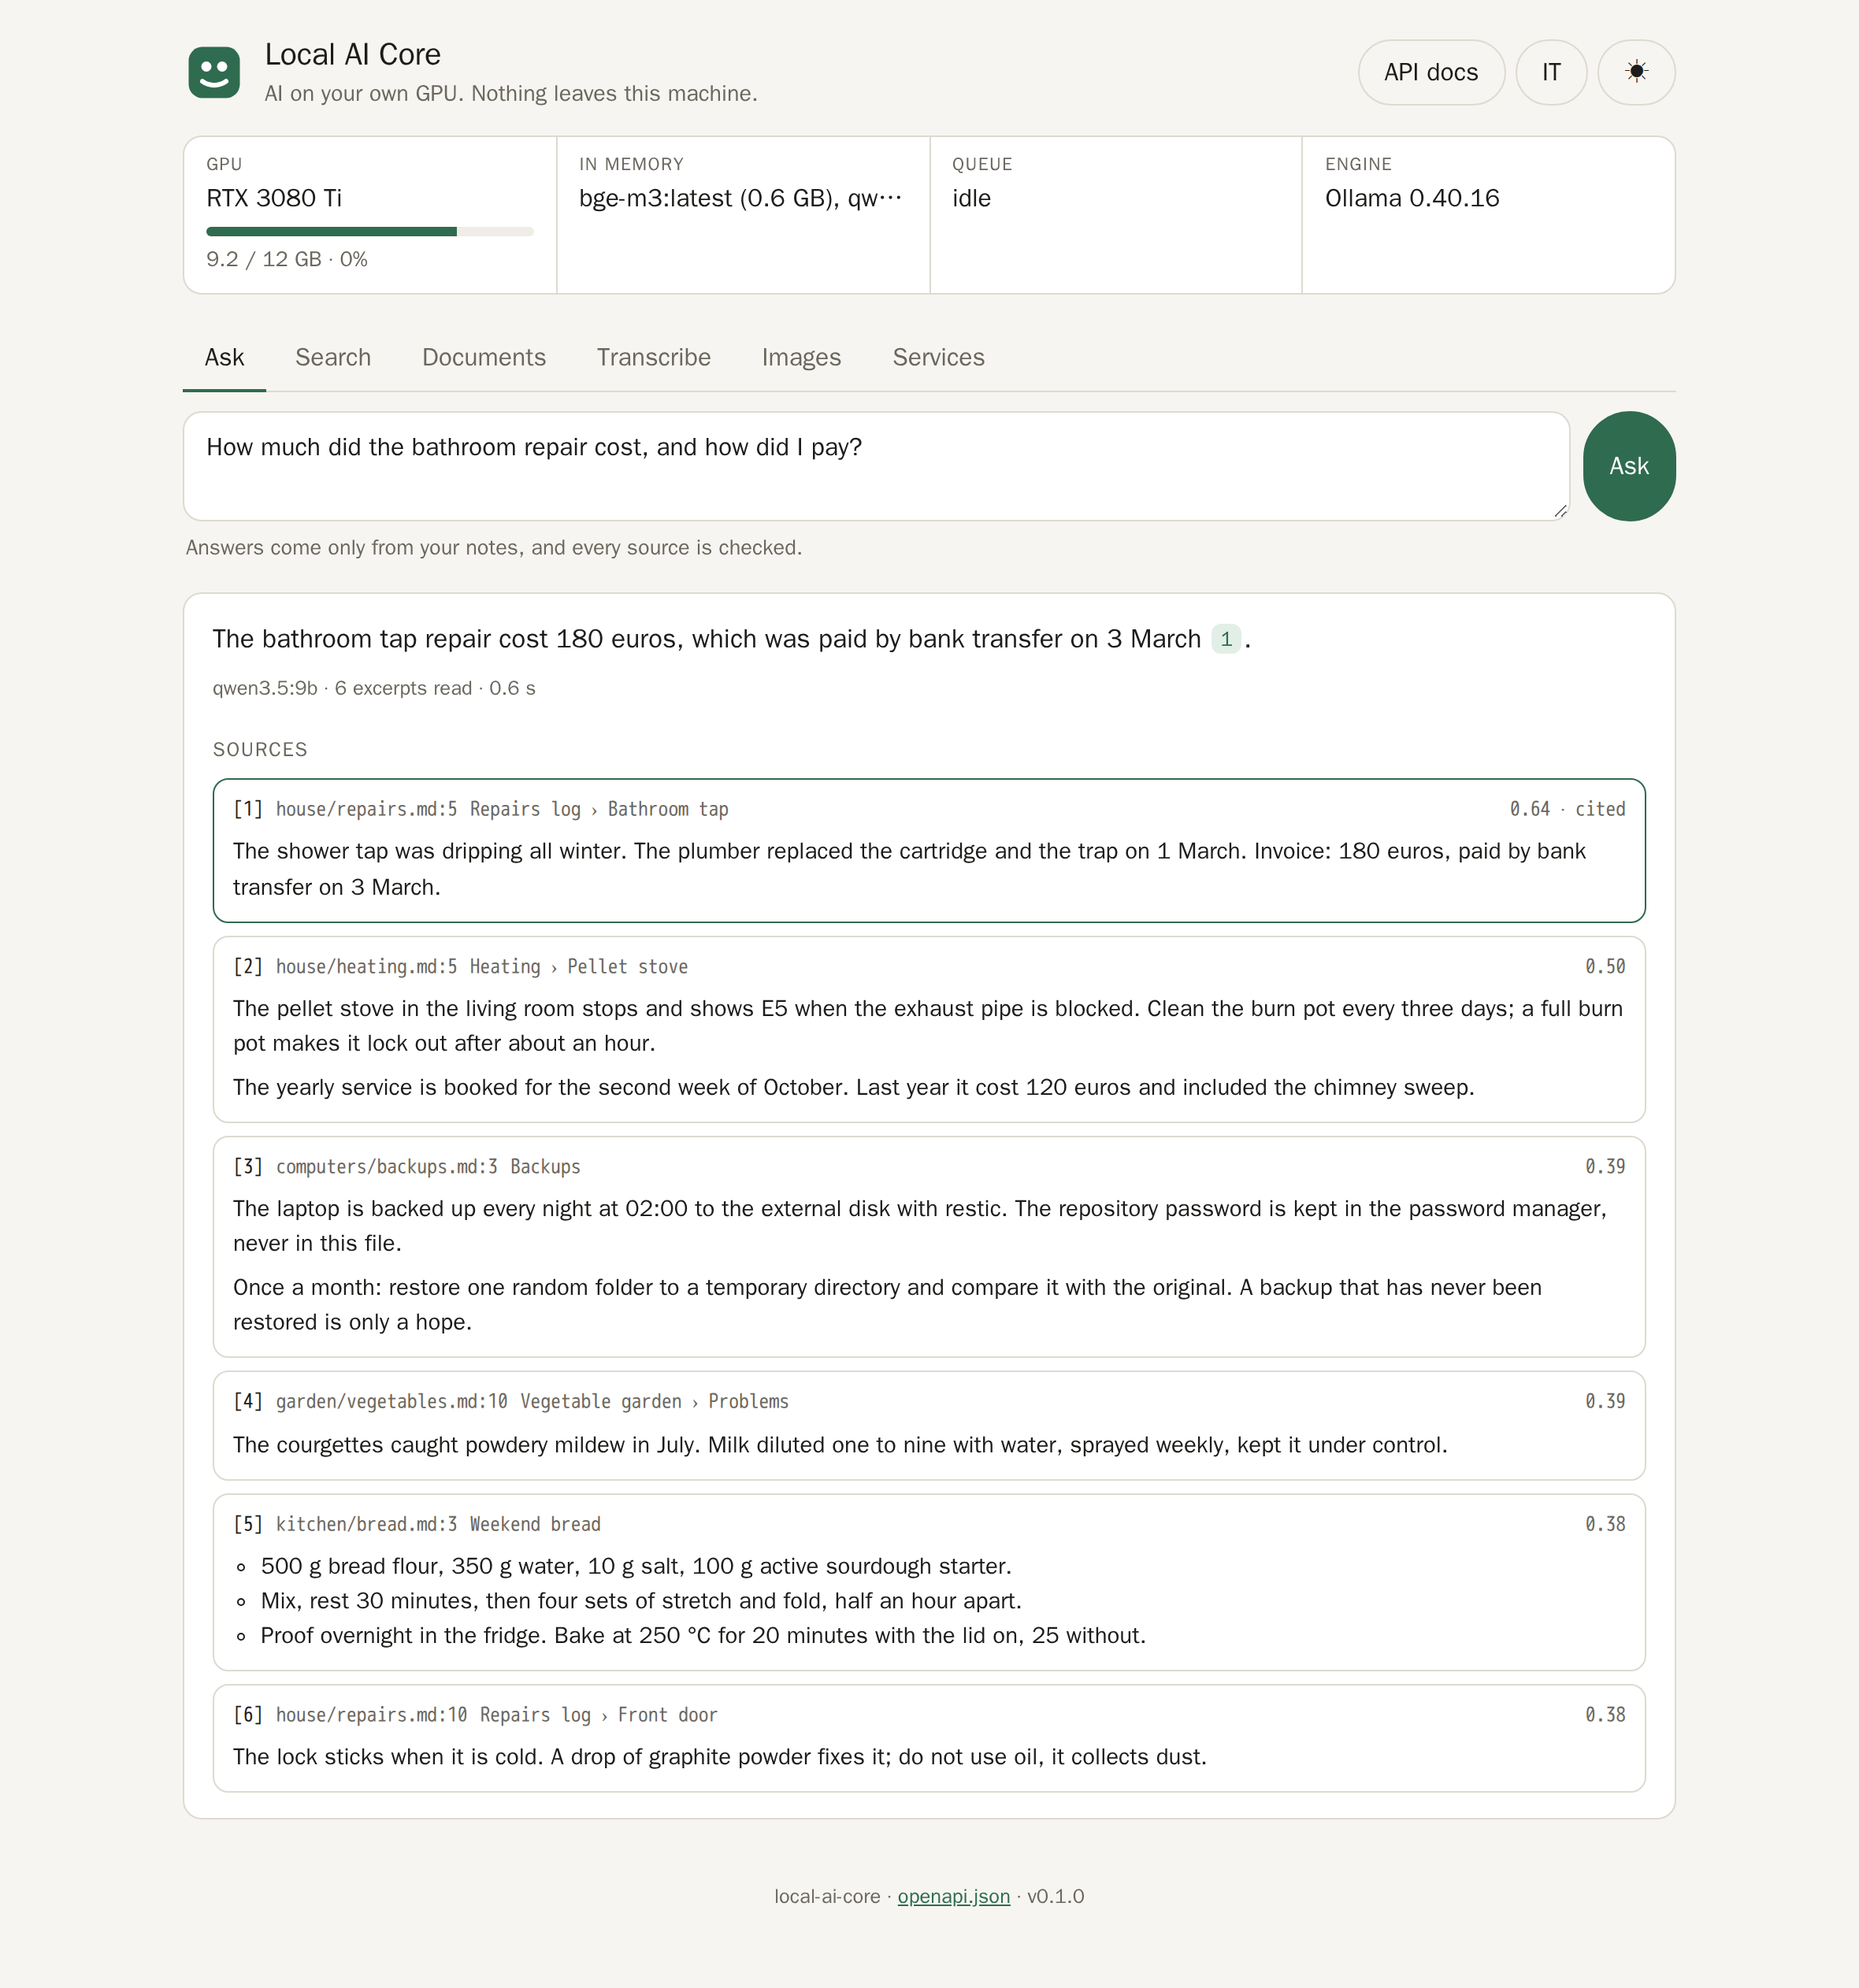 Local AI Core
AI on your own GPU. Nothing leaves this machine.
API docs
IT
GPU
RTX 3080 Ti
9.2 / 12 GB · 0%
IN MEMORY
bge-m3:latest (0.6 GB), qw…
QUEUE
idle
ENGINE
Ollama 0.40.16
Ask
Search
Documents
Transcribe
Images
Services
How much did the bathroom repair cost, and how did I pay?
Ask
Answers come only from your notes, and every source is checked.
The bathroom tap repair cost 180 euros, which was paid by bank transfer on 3 March 1.
qwen3.5:9b · 6 excerpts read · 0.6 s
SOURCES
[1] house/repairs.md:5 Repairs log › Bathroom tap 0.64 · cited
The shower tap was dripping all winter. The plumber replaced the cartridge and the trap on 1 March. Invoice: 180 euros, paid by bank
transfer on 3 March.
[2] house/heating.md:5 Heating › Pellet stove 0.50
The pellet stove in the living room stops and shows E5 when the exhaust pipe is blocked. Clean the burn pot every three days; a full burn
pot makes it lock out after about an hour.
The yearly service is booked for the second week of October. Last year it cost 120 euros and included the chimney sweep.
[3] computers/backups.md:3 Backups 0.39
The laptop is backed up every night at 02:00 to the external disk with restic. The repository password is kept in the password manager,
never in this file.
Once a month: restore one random folder to a temporary directory and compare it with the original. A backup that has never been
restored is only a hope.
[4] garden/vegetables.md:10 Vegetable garden › Problems 0.39
The courgettes caught powdery mildew in July. Milk diluted one to nine with water, sprayed weekly, kept it under control.
[5] kitchen/bread.md:3 Weekend bread 0.38
◦ 500 g bread flour, 350 g water, 10 g salt, 100 g active sourdough starter.
◦ Mix, rest 30 minutes, then four sets of stretch and fold, half an hour apart.
◦ Proof overnight in the fridge. Bake at 250 °C for 20 minutes with the lid on, 25 without.
[6] house/repairs.md:10 Repairs log › Front door 0.38
The lock sticks when it is cold. A drop of graphite powder fixes it; do not use oil, it collects dust.
local-ai-core · openapi.json · v0.1.0